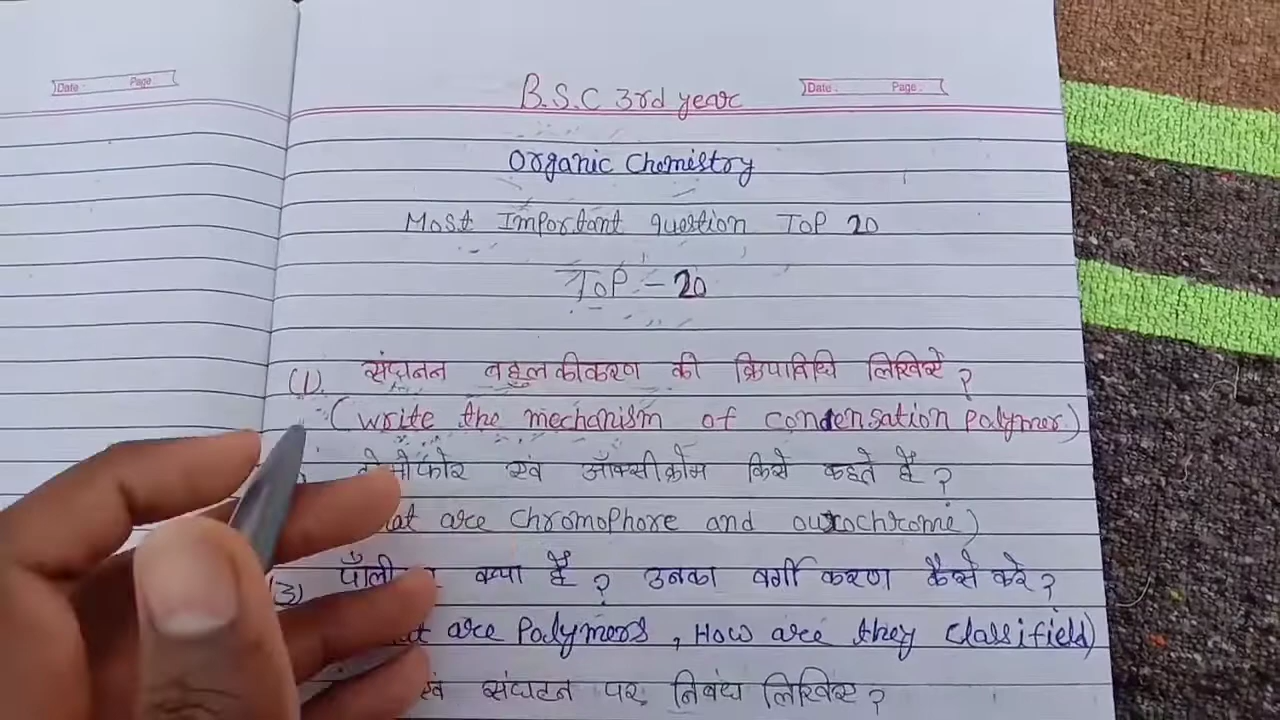 Date : Page :
B.S.C 3rd year
Date : Page :
Organic Chemistry
Most Important question TOP 20
TOP - 20
(1). संघनन बहुलकीकरण की क्रियाविधि लिखिये ?
(write the mechanism of condensation polymer)
एवं ऑक्सीक्रोम किसे कहते हैं ?
are Chromophore and ouxochrome)
(3) क्या हैं ? उनका वर्गीकरण कैसे करे ?
are Polymers, How are they classifield)
एवं संघटन पर निबंध लिखिए ?